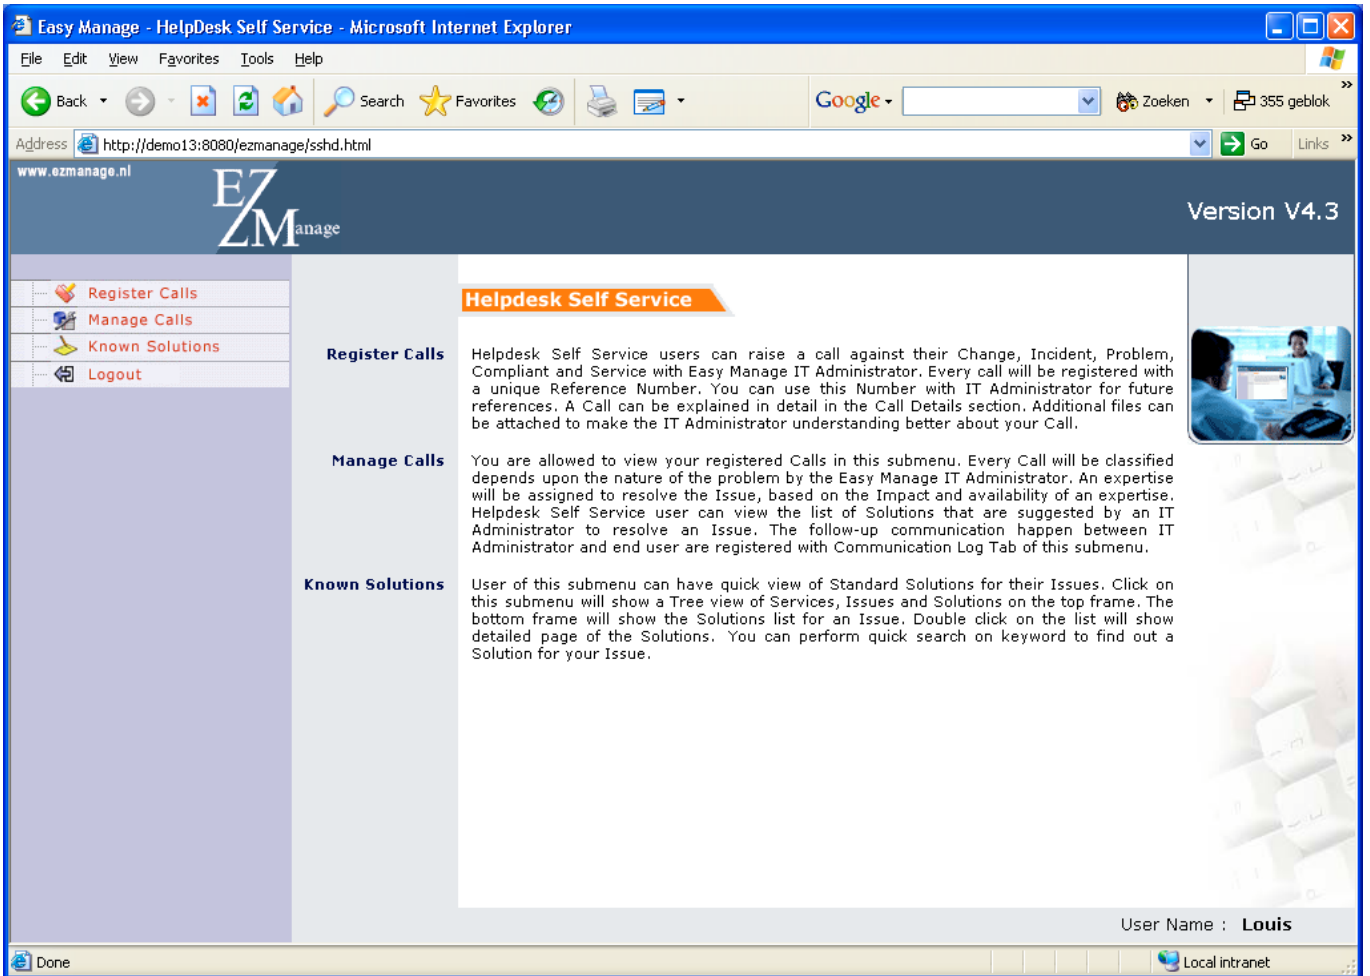 Easy Manage - HelpDesk Self Service - Microsoft Internet Explorer
File Edit View Favorites Tools Help
Back Search Favorites Google Zoeken 355 geblok »
Address http://demo13:8080/ezmanage/sshd.html Go Links »
www.ezmanage.nl
EZ
Manage
Version V4.3
Register Calls
Manage Calls
Known Solutions
Logout
Helpdesk Self Service
Register Calls
Helpdesk Self Service users can raise a call against their Change, Incident, Problem,
Compliant and Service with Easy Manage IT Administrator. Every call will be registered with
a unique Reference Number. You can use this Number with IT Administrator for future
references. A Call can be explained in detail in the Call Details section. Additional files can
be attached to make the IT Administrator understanding better about your Call.
Manage Calls
You are allowed to view your registered Calls in this submenu. Every Call will be classified
depends upon the nature of the problem by the Easy Manage IT Administrator. An expertise
will be assigned to resolve the Issue, based on the Impact and availability of an expertise.
Helpdesk Self Service user can view the list of Solutions that are suggested by an IT
Administrator to resolve an Issue. The follow-up communication happen between IT
Administrator and end user are registered with Communication Log Tab of this submenu.
Known Solutions
User of this submenu can have quick view of Standard Solutions for their Issues. Click on
this submenu will show a Tree view of Services, Issues and Solutions on the top frame. The
bottom frame will show the Solutions list for an Issue. Double click on the list will show
detailed page of the Solutions. You can perform quick search on keyword to find out a
Solution for your Issue.
User Name : Louis
Done
Local intranet